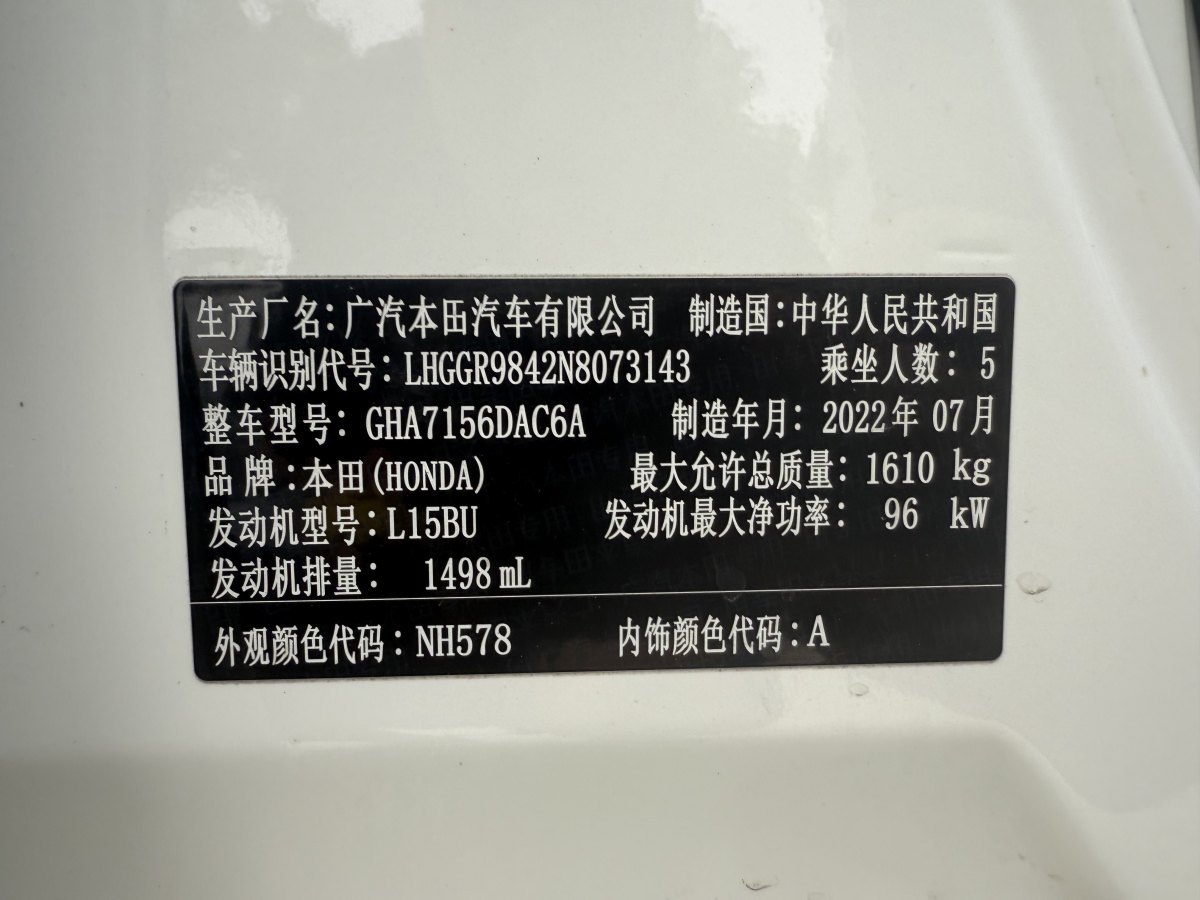 生产厂名:广汽本田汽车有限公司 制造国:中华人民共和国
车辆识别代号:LHGGR9842N8073143 乘坐人数:5
整车型号:GHA7156DAC6A 制造年月:2022年07月
品牌:本田(HONDA) 最大允许总质量:1610 kg
发动机型号:L15BU 发动机最大净功率: 96 kW
发动机排量: 1498 mL
外观颜色代码:NH578 内饰颜色代码:A